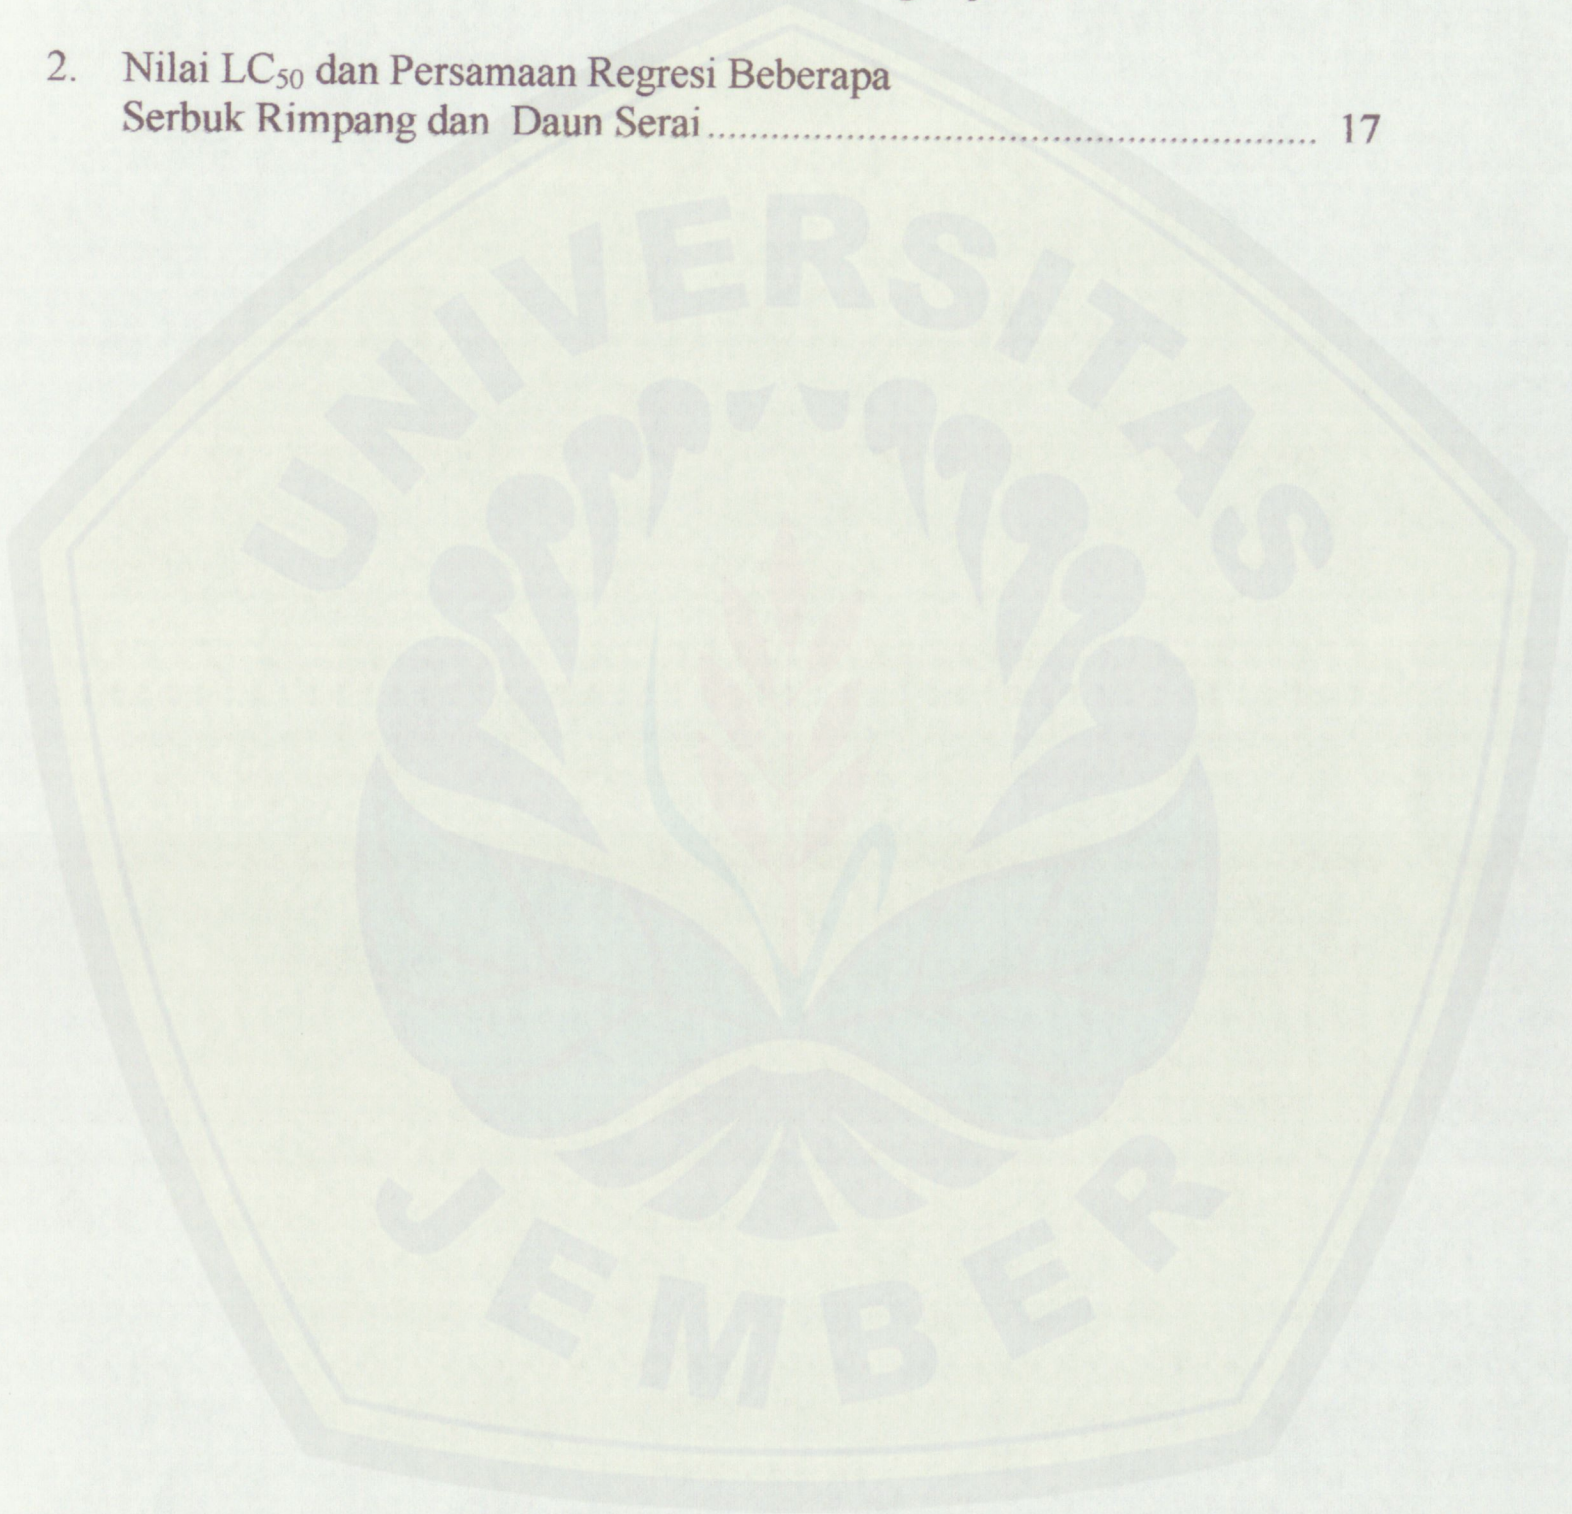 2. Nilai LC₅₀ dan Persamaan Regresi Beberapa
Serbuk Rimpang dan Daun Serai........................................................... 17
UNIVERSITAS
JEMBER